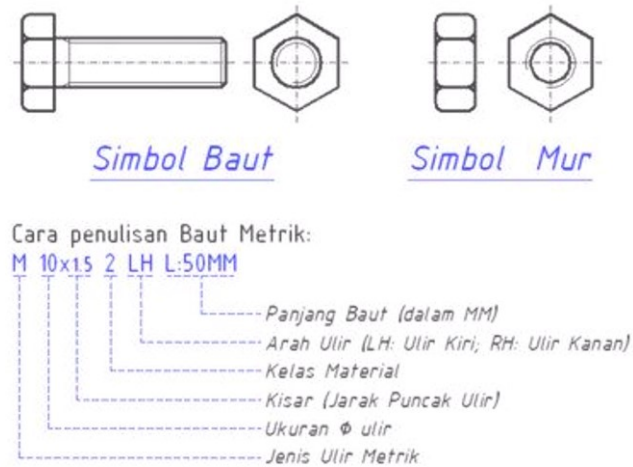 Simbol Baut
Simbol Mur
Cara penulisan Baut Metrik:
M 10x1.5 2 LH L:50MM
Panjang Baut (dalam MM)
Arah Ulir (LH: Ulir Kiri; RH: Ulir Kanan)
Kelas Material
Kisar (Jarak Puncak Ulir)
Ukuran Φ ulir
Jenis Ulir Metrik